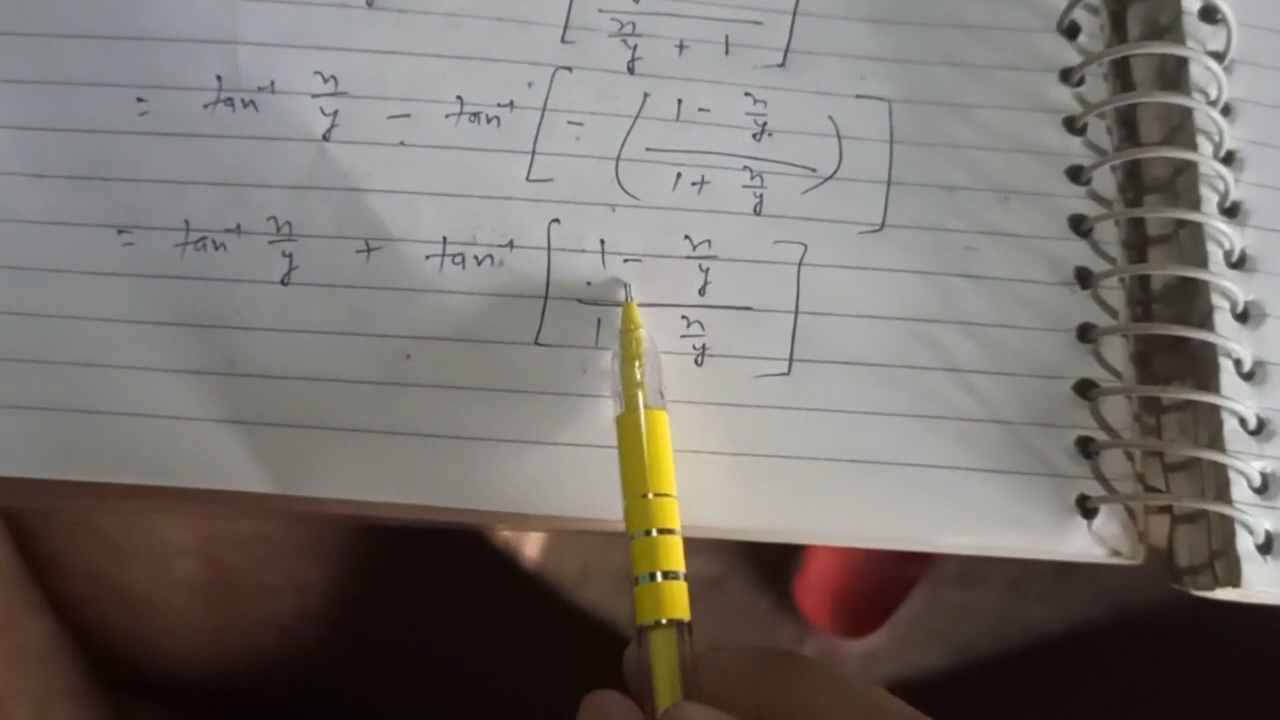 n/y + 1
= tan⁻¹ n/y - tan⁻¹ [ - ( (1 - n/y) / (1 + n/y) ) ]
= tan⁻¹ n/y + tan⁻¹ [ (1 - n/y) / (1 n/y) ]